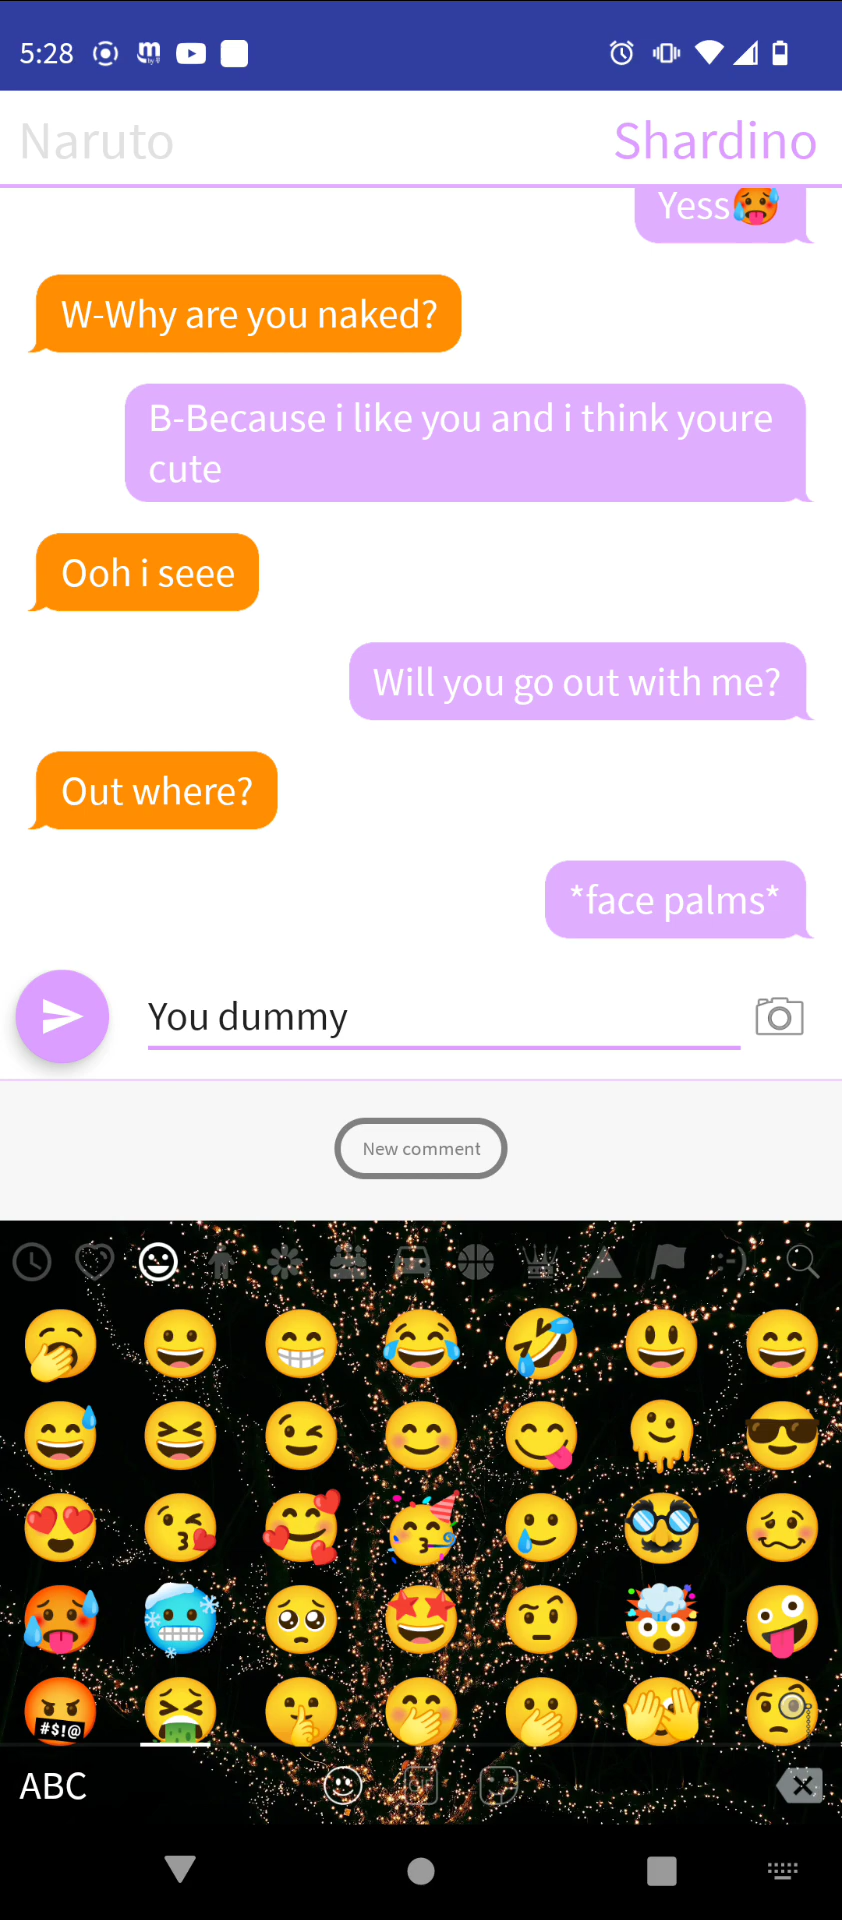 5:28
Naruto
Shardino
Yess🥵
W-Why are you naked?
B-Because i like you and i think youre
cute
Ooh i seee
Will you go out with me?
Out where?
*face palms*
You dummy
New comment
:-)
#$!@
ABC
GIF